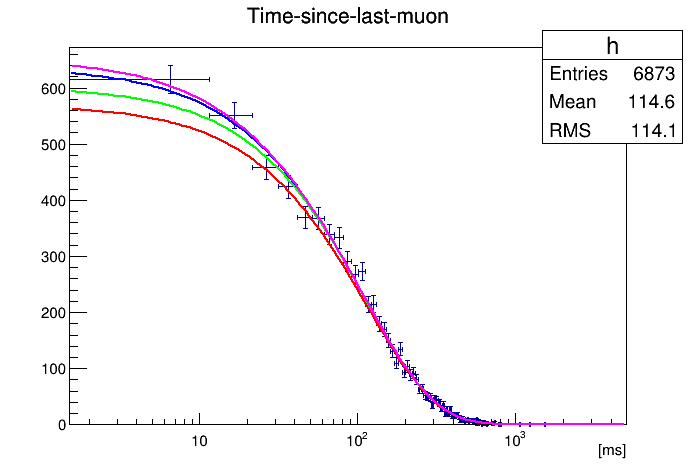 Time-since-last-muon
h
Entries 6873
Mean 114.6
RMS 114.1
600
500
400
300
200
100
0
10 10² 10³
[ms]